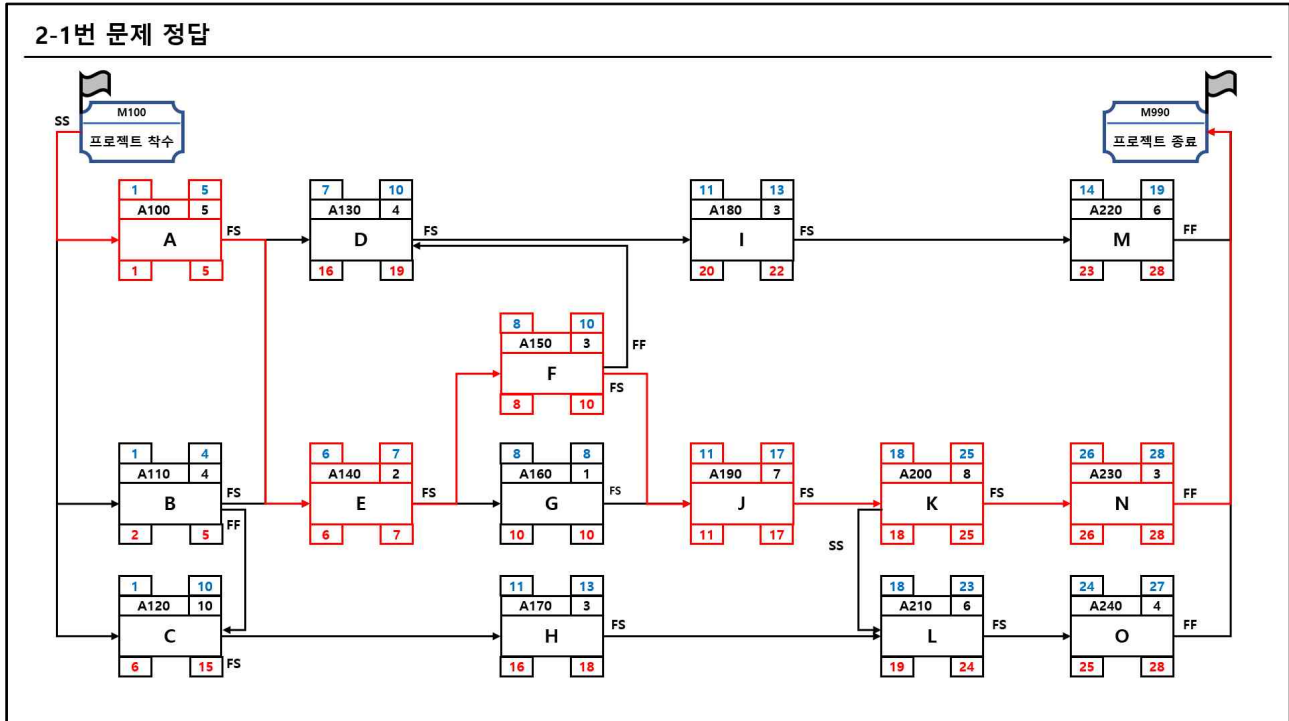 2-1번 문제 정답
M100
프로젝트 착수
SS
M990
프로젝트 종료
1 5
A100 5
A
1 5
FS
7 10
A130 4
D
16 19
FS
11 13
A180 3
I
20 22
FS
14 19
A220 6
M
23 28
FF
8 10
A150 3
F
8 10
FF
FS
1 4
A110 4
B
2 5
FS
FF
6 7
A140 2
E
6 7
FS
8 8
A160 1
G
10 10
FS
11 17
A190 7
J
11 17
FS
18 25
A200 8
K
18 25
FS
SS
26 28
A230 3
N
26 28
FF
1 10
A120 10
C
6 15
FS
11 13
A170 3
H
16 18
FS
18 23
A210 6
L
19 24
FS
24 27
A240 4
O
25 28
FF